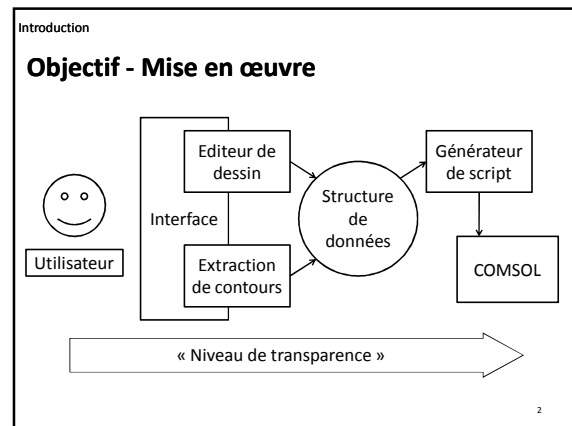 Introduction
Objectif - Mise en œuvre
Editeur de
dessin
Interface
Extraction
de contours
Utilisateur
Structure
de
données
Générateur
de script
COMSOL
« Niveau de transparence »
2